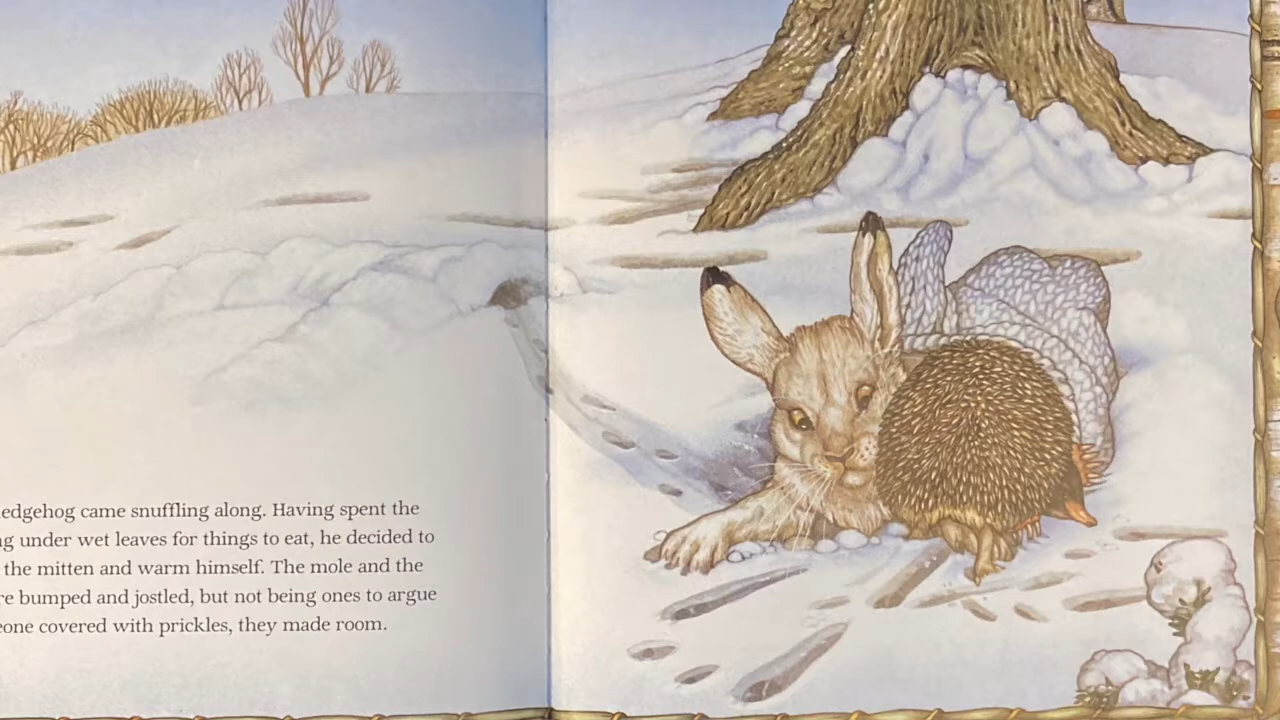 edgehog came snuffling along. Having spent the
under wet leaves for things to eat, he decided to
the mitten and warm himself. The mole and the
bumped and jostled, but not being ones to argue
covered with prickles, they made room.